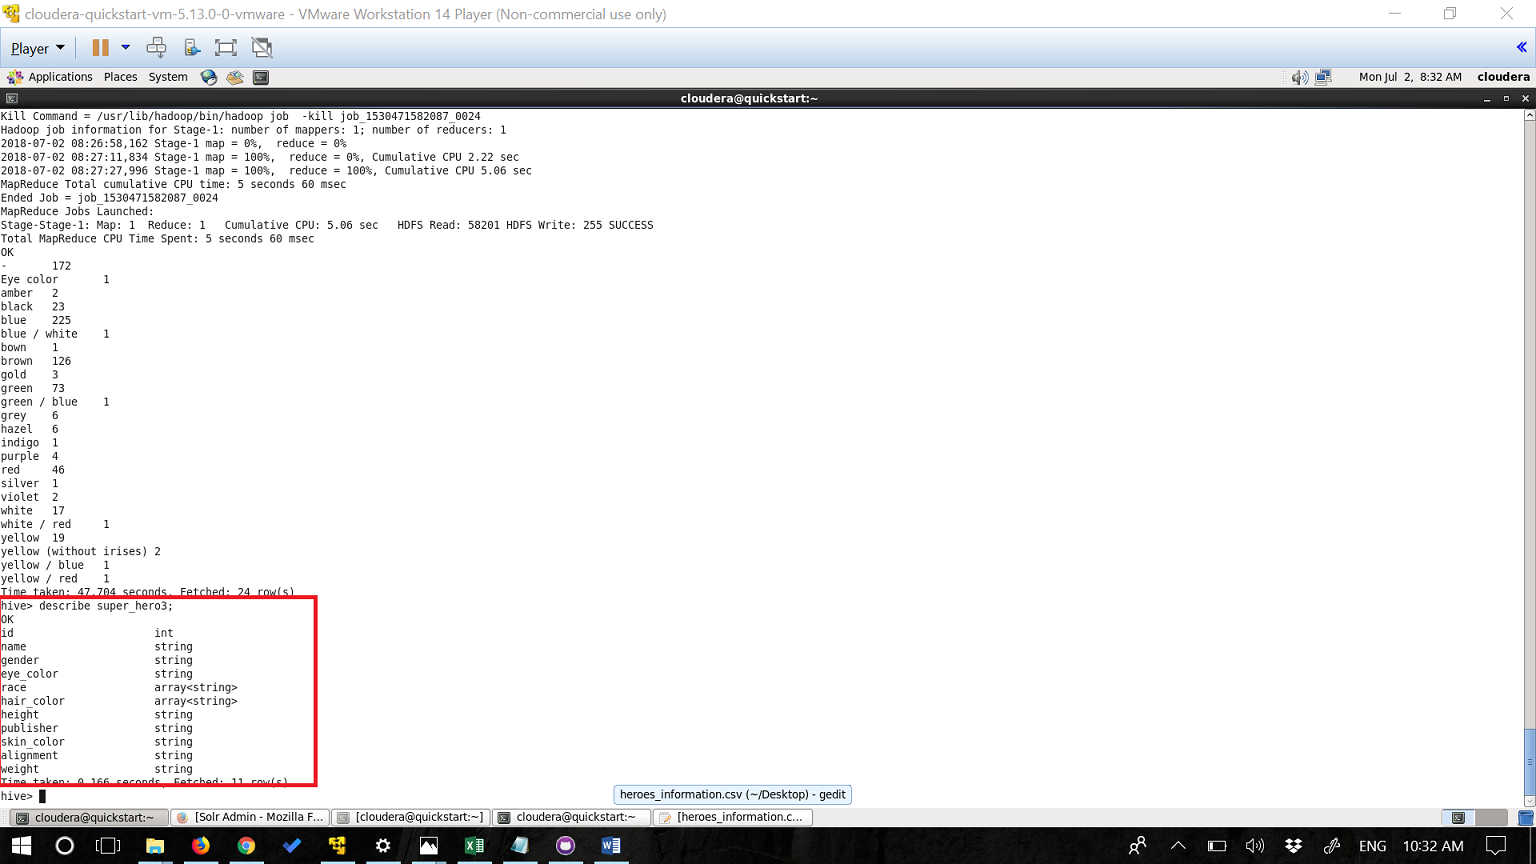 cloudera-quickstart-vm-5.13.0-0-vmware - VMware Workstation 14 Player (Non-commercial use only)
Player
Applications Places System Mon Jul 2, 8:32 AM cloudera
cloudera@quickstart:~
Kill Command = /usr/lib/hadoop/bin/hadoop job  -kill job_1530471582087_0024
Hadoop job information for Stage-1: number of mappers: 1; number of reducers: 1
2018-07-02 08:26:58,162 Stage-1 map = 0%,  reduce = 0%
2018-07-02 08:27:11,834 Stage-1 map = 100%,  reduce = 0%, Cumulative CPU 2.22 sec
2018-07-02 08:27:27,996 Stage-1 map = 100%,  reduce = 100%, Cumulative CPU 5.06 sec
MapReduce Total cumulative CPU time: 5 seconds 60 msec
Ended Job = job_1530471582087_0024
MapReduce Jobs Launched:
Stage-Stage-1: Map: 1  Reduce: 1   Cumulative CPU: 5.06 sec   HDFS Read: 58201 HDFS Write: 255 SUCCESS
Total MapReduce CPU Time Spent: 5 seconds 60 msec
OK
- 172
Eye color 1
amber 2
black 23
blue 225
blue / white 1
bown 1
brown 126
gold 3
green 73
green / blue 1
grey 6
hazel 6
indigo 1
purple 4
red 46
silver 1
violet 2
white 17
white / red 1
yellow 19
yellow (without irises) 2
yellow / blue 1
yellow / red 1
Time taken: 47.704 seconds, Fetched: 24 row(s)
hive> describe super_hero3;
OK
id int
name string
gender string
eye_color string
race array<string>
hair_color array<string>
height string
publisher string
skin_color string
alignment string
weight string
Time taken: 0.166 seconds, Fetched: 11 row(s)
hive>
heroes_information.csv (~/Desktop) - gedit
cloudera@quickstart:~ [Solr Admin - Mozilla F... [cloudera@quickstart:~] cloudera@quickstart:~ [heroes_information.c...
ENG 10:32 AM